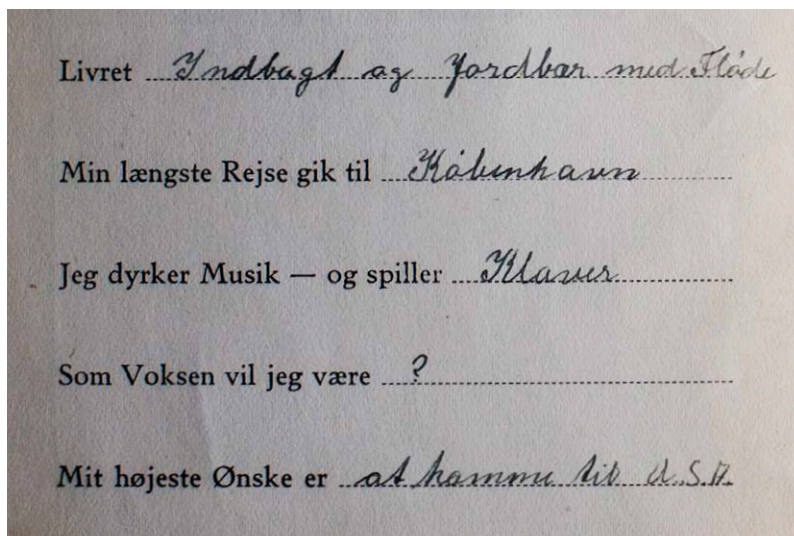 Livret Indbagt og Jordbær med Fløde
Min længste Rejse gik til København
Jeg dyrker Musik — og spiller Klaver
Som Voksen vil jeg være ?
Mit højeste Ønske er at komme til U.S.A.